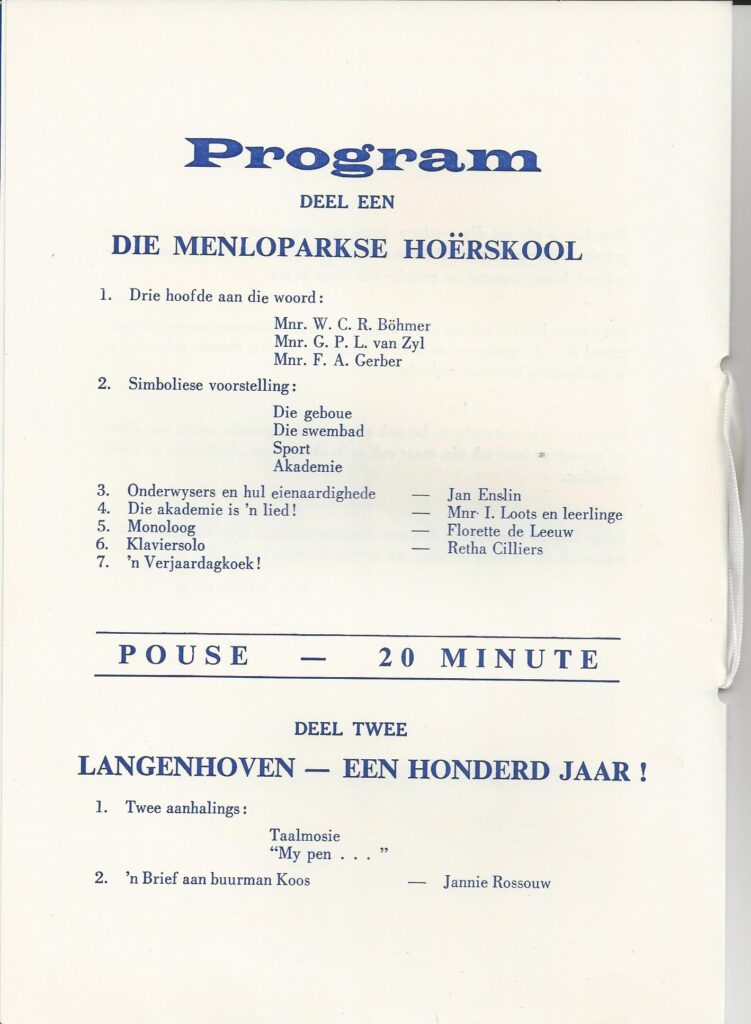 Program
DEEL EEN
DIE MENLOPARKSE HOËRSKOOL
1. Drie hoofde aan die woord:
Mnr. W. C. R. Böhmer
Mnr. G. P. L. van Zyl
Mnr. F. A. Gerber
2. Simboliese voorstelling:
Die geboue
Die swembad
Sport
Akademie
3. Onderwysers en hul eienaardighede — Jan Enslin
4. Die akademie is 'n lied! — Mnr. I. Loots en leerlinge
5. Monoloog — Florette de Leeuw
6. Klaviersolo — Retha Cilliers
7. 'n Verjaardagkoek!
POUSE — 20 MINUTE
DEEL TWEE
LANGENHOVEN — EEN HONDERD JAAR!
1. Twee aanhalings:
Taalmosie
“My pen . . . ”
2. 'n Brief aan buurman Koos — Jannie Rossouw